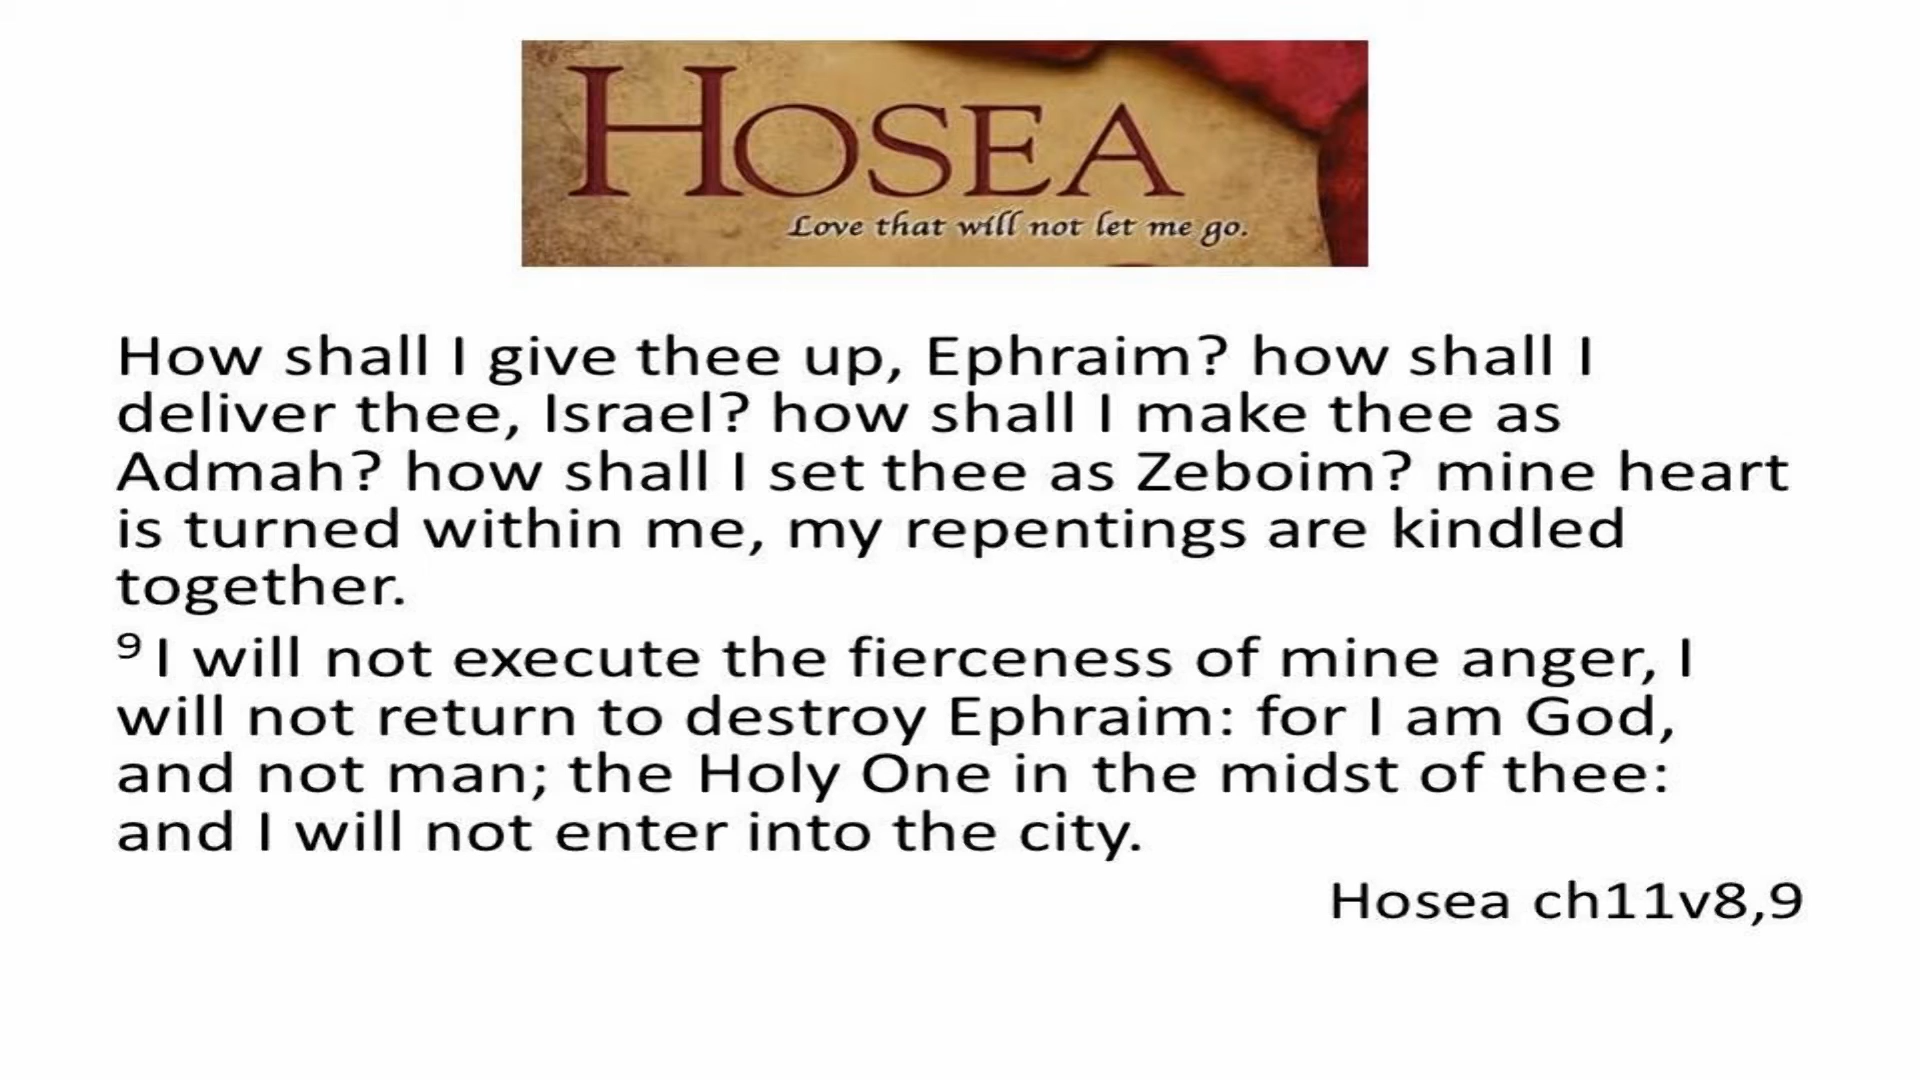 HOSEA
Love that will not let me go.
How shall I give thee up, Ephraim? how shall I
deliver thee, Israel? how shall I make thee as
Admah? how shall I set thee as Zeboim? mine heart
is turned within me, my repentings are kindled
together.
9 I will not execute the fierceness of mine anger, I
will not return to destroy Ephraim: for I am God,
and not man; the Holy One in the midst of thee:
and I will not enter into the city.
Hosea ch11v8,9